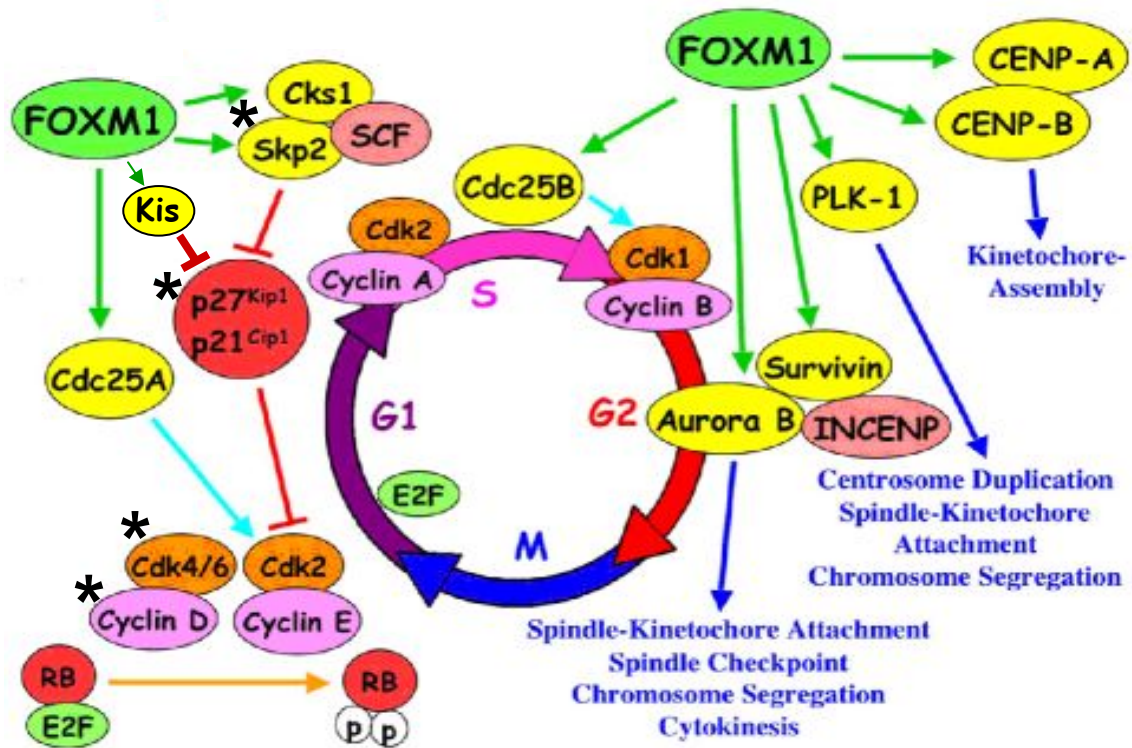 FOXM1
Cks1
*
Skp2
SCF
Kis
*
p27Kip1
p21Cip1
Cdc25A
*
Cdk4/6
*
Cyclin D
Cdk2
Cyclin E
RB
E2F
RB
P P
Cdk2
Cyclin A
S
Cdc25B
Cdk1
Cyclin B
G1
G2
E2F
M
FOXM1
CENP-A
CENP-B
PLK-1
Kinetochore-
Assembly
Survivin
Aurora B
INCENP
Centrosome Duplication
Spindle-Kinetochore
Attachment
Chromosome Segregation
Spindle-Kinetochore Attachment
Spindle Checkpoint
Chromosome Segregation
Cytokinesis